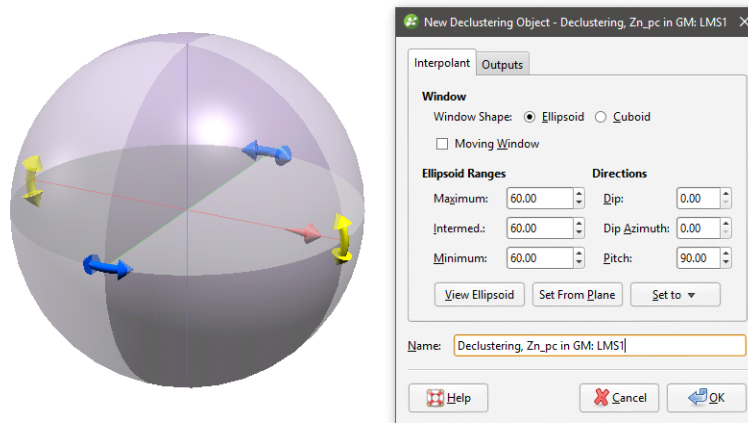 New Declustering Object - Declustering, Zn_pc in GM: LMS1
Interpolant Outputs
Window
Window Shape: Ellipsoid Cuboid
Moving Window
Ellipsoid Ranges Directions
Maximum: 60.00 Dip: 0.00
Intermed.: 60.00 Dip Azimuth: 0.00
Minimum: 60.00 Pitch: 90.00
View Ellipsoid Set From Plane Set to
Name: Declustering, Zn_pc in GM: LMS1
Help Cancel OK